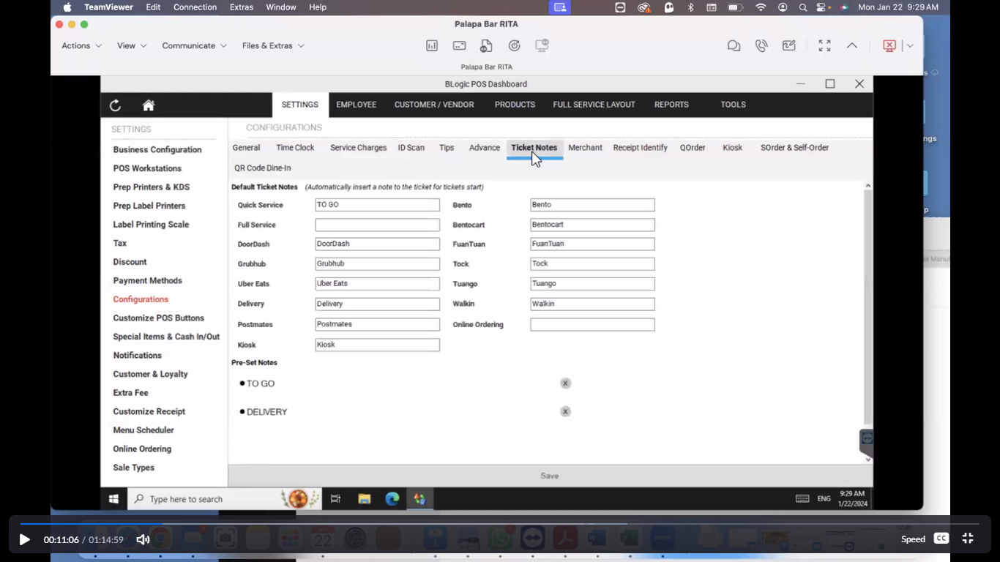 TeamViewer Edit Connection Extras Window Help Mon Jan 22 9:29 AM
Palapa Bar RITA
Actions View Communicate Files & Extras
Palapa Bar RITA
BLogic POS Dashboard
SETTINGS EMPLOYEE CUSTOMER / VENDOR PRODUCTS FULL SERVICE LAYOUT REPORTS TOOLS
SETTINGS
Business Configuration
POS Workstations
Prep Printers & KDS
Prep Label Printers
Label Printing Scale
Tax
Discount
Payment Methods
Configurations
Customize POS Buttons
Special Items & Cash In/Out
Notifications
Customer & Loyalty
Extra Fee
Customize Receipt
Menu Scheduler
Online Ordering
Sale Types
CONFIGURATIONS
General Time Clock Service Charges ID Scan Tips Advance Ticket Notes Merchant Receipt Identify QOrder Kiosk SOrder & Self-Order
QR Code Dine-In
Default Ticket Notes (Automatically insert a note to the ticket for tickets start)
Quick Service TO GO Bento Bento
Full Service Bentocart Bentocart
DoorDash DoorDash FuanTuan FuanTuan
Grubhub Grubhub Tock Tock
Uber Eats Uber Eats Tuango Tuango
Delivery Delivery Walkin Walkin
Postmates Postmates Online Ordering
Kiosk Kiosk
Pre-Set Notes
TO GO X
DELIVERY X
Save
Type here to search ENG 9:29 AM
1/22/2024
00:11:06 / 01:14:59 Speed CC
22